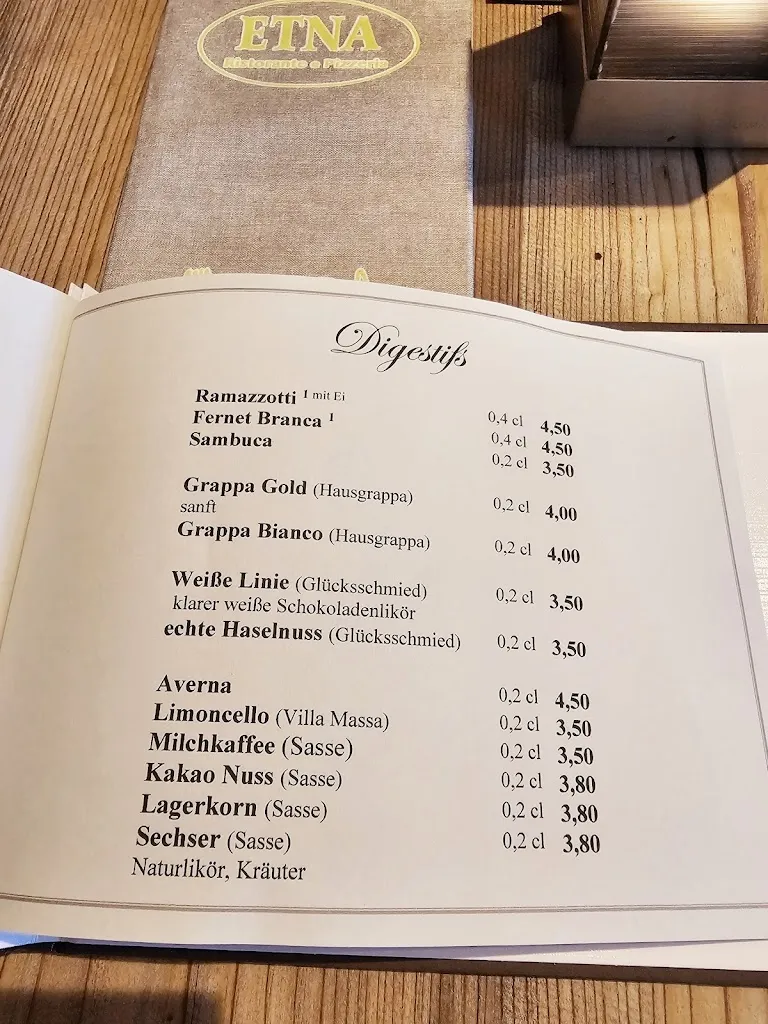 ETNA
Ristorante e Pizzeria
Digestifs
Ramazzotti ¹ mit Ei 0,4 cl 4,50
Fernet Branca ¹ 0,4 cl 4,50
Sambuca 0,2 cl 3,50
Grappa Gold (Hausgrappa) 0,2 cl 4,00
sanft
Grappa Bianco (Hausgrappa) 0,2 cl 4,00
Weiße Linie (Glücksschmied) 0,2 cl 3,50
klarer weiße Schokoladenlikör
echte Haselnuss (Glücksschmied) 0,2 cl 3,50
Averna 0,2 cl 4,50
Limoncello (Villa Massa) 0,2 cl 3,50
Milchkaffee (Sasse) 0,2 cl 3,50
Kakao Nuss (Sasse) 0,2 cl 3,80
Lagerkorn (Sasse) 0,2 cl 3,80
Sechser (Sasse) 0,2 cl 3,80
Naturlikör, Kräuter